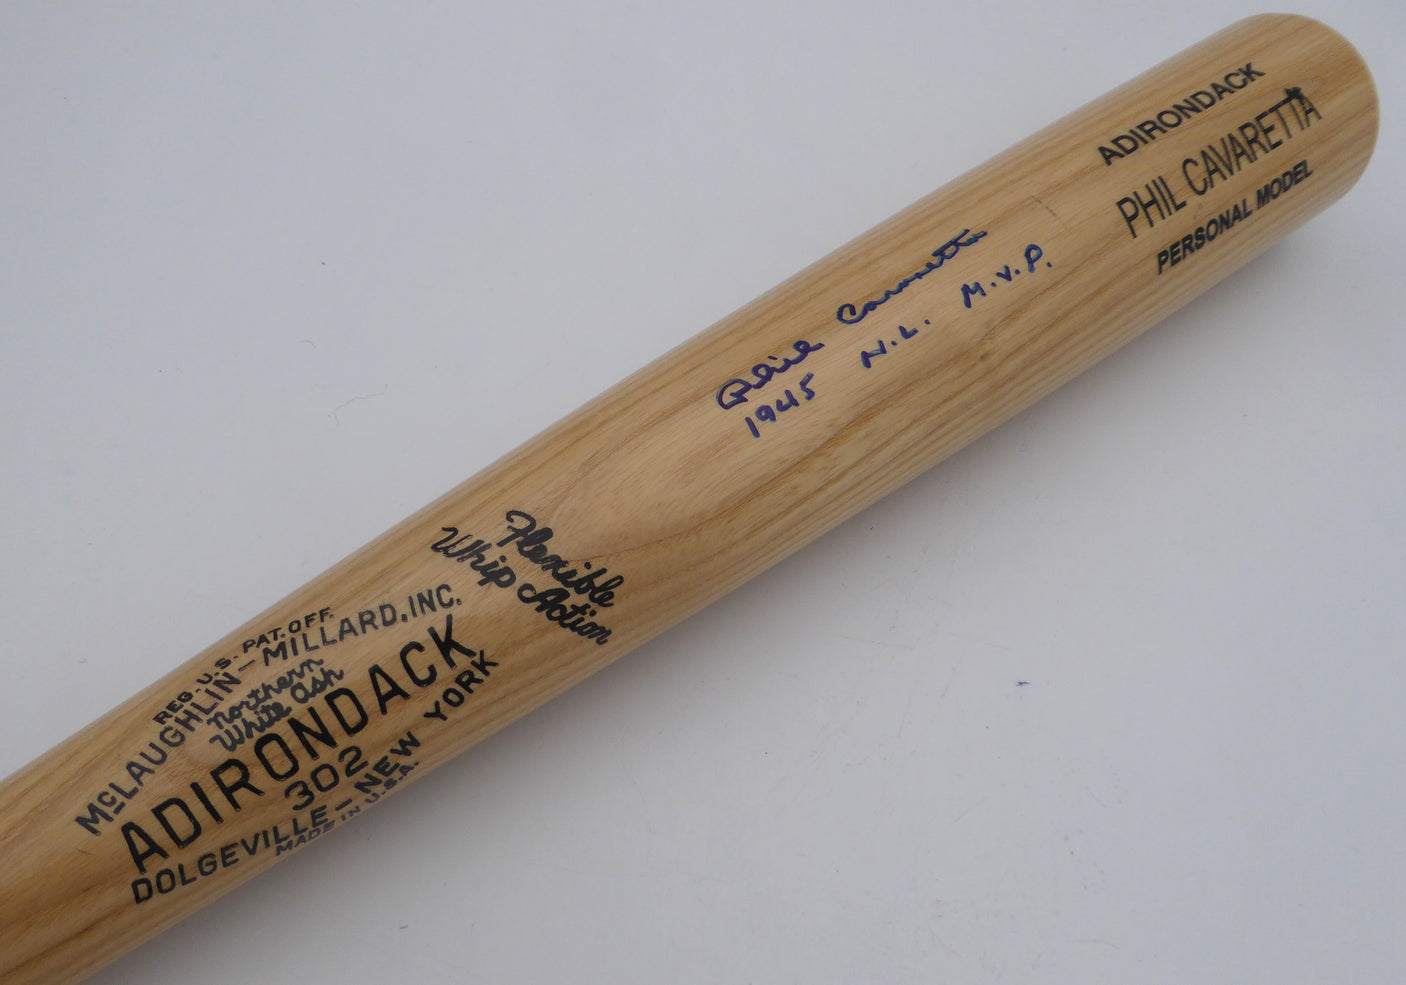 ADIRONDACK
PHIL CAVARETTA
PERSONAL MODEL
Phil Cavarretta
1945 N.L. M.V.P.
Flexible
Whip Action
REG. U.S. PAT. OFF.
McLAUGHLIN-MILLARD, INC.
Northern
White Ash
ADIRONDACK
302
DOLGEVILLE-NEW YORK
MADE IN U.S.A.